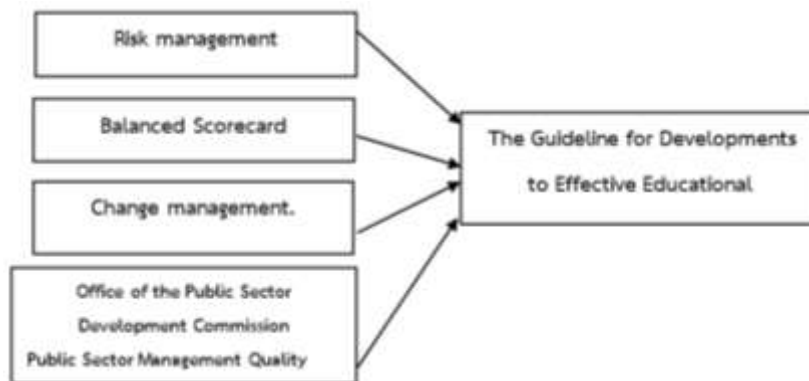 Risk management
Balanced Scorecard
Change management.
Office of the Public Sector
Development Commission
Public Sector Management Quality
The Guideline for Developments
to Effective Educational